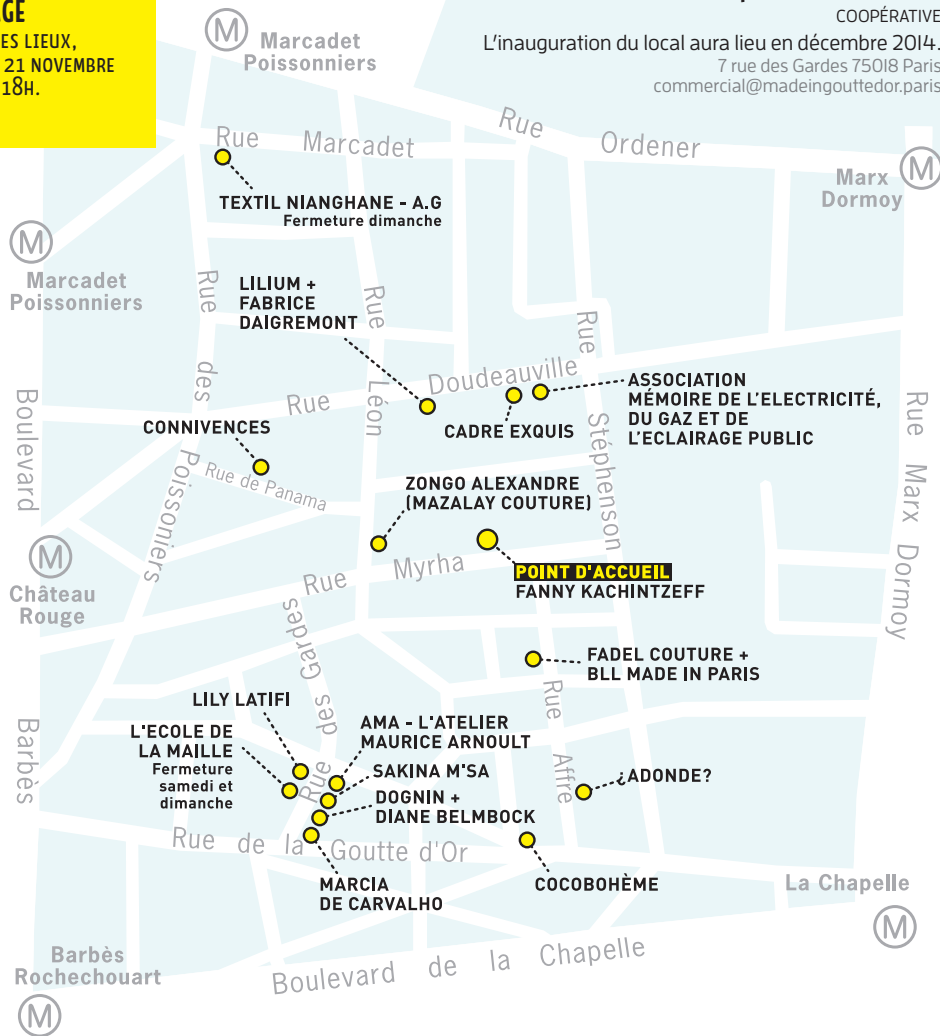 ES LIEUX,
21 NOVEMBRE
18H.
COOPÉRATIVE
L'inauguration du local aura lieu en décembre 2014.
7 rue des Gardes 75018 Paris
commercial@madeingouttedor.paris
M
Marcadet
Poissonniers
Rue Marcadet
Rue Ordener
Marx
Dormoy
M
TEXTIL NIANGHANE - A.G
Fermeture dimanche
M
Marcadet
Poissonniers
LILIUM +
FABRICE
DAIGREMONT
Rue des Poissoniers
Rue Léon
Rue Doudeauville
Rue Stéphenson
Rue Marx Dormoy
Boulevard Barbès
CONNIVENCES
Rue de Panama
CADRE EXQUIS
ASSOCIATION
MÉMOIRE DE L'ELECTRICITÉ,
DU GAZ ET DE
L'ECLAIRAGE PUBLIC
ZONGO ALEXANDRE
(MAZALAY COUTURE)
M
Château
Rouge
Rue Myrha
POINT D'ACCUEIL
FANNY KACHINTZEFF
Rue des Gardes
FADEL COUTURE +
BLL MADE IN PARIS
Rue Affre
LILY LATIFI
L'ECOLE DE
LA MAILLE
Fermeture
samedi et
dimanche
AMA - L'ATELIER
MAURICE ARNOULT
SAKINA M'SA
DOGNIN +
DIANE BELMBOCK
¿ADONDE?
Rue de la Goutte d'Or
MARCIA
DE CARVALHO
COCOBOHÈME
La Chapelle
M
Barbès
Rochechouart
M
Boulevard de la Chapelle